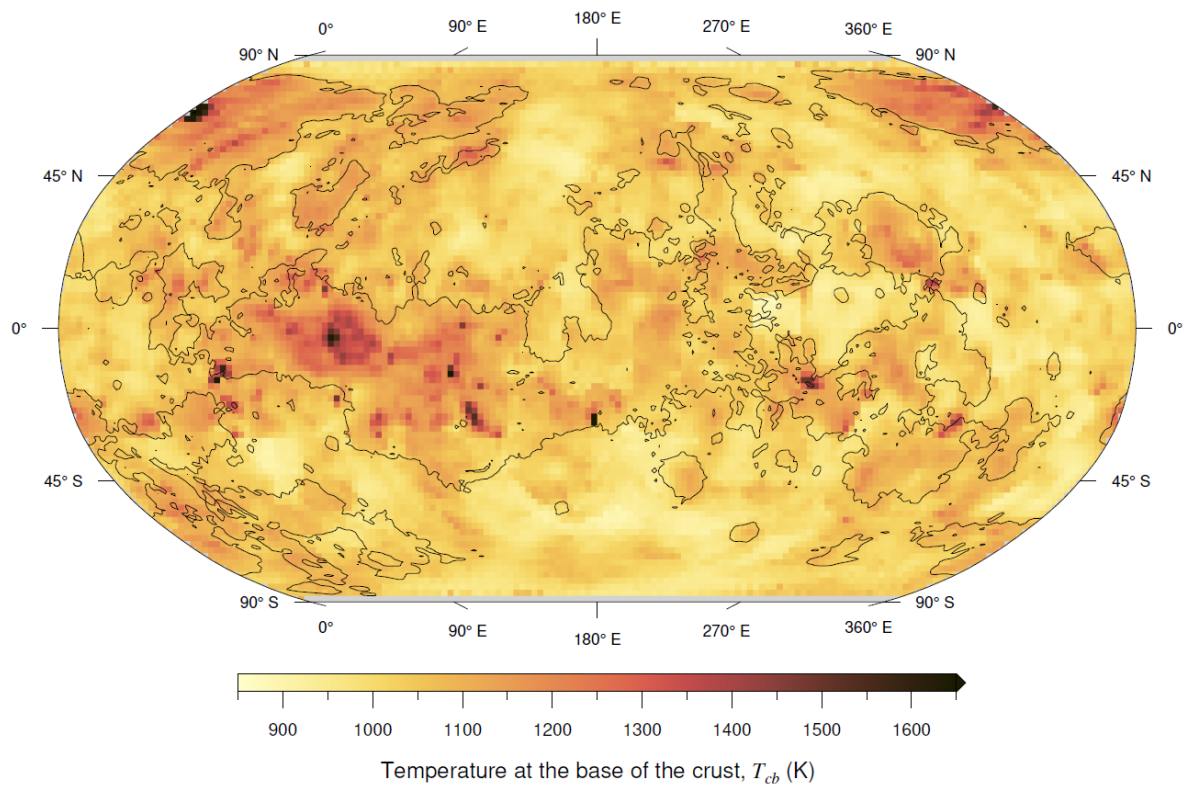 0° 90° E 180° E 270° E 360° E
90° N 90° N
45° N 45° N
0° 0°
45° S 45° S
90° S 90° S
0° 90° E 180° E 270° E 360° E
900 1000 1100 1200 1300 1400 1500 1600
Temperature at the base of the crust, T_cb (K)